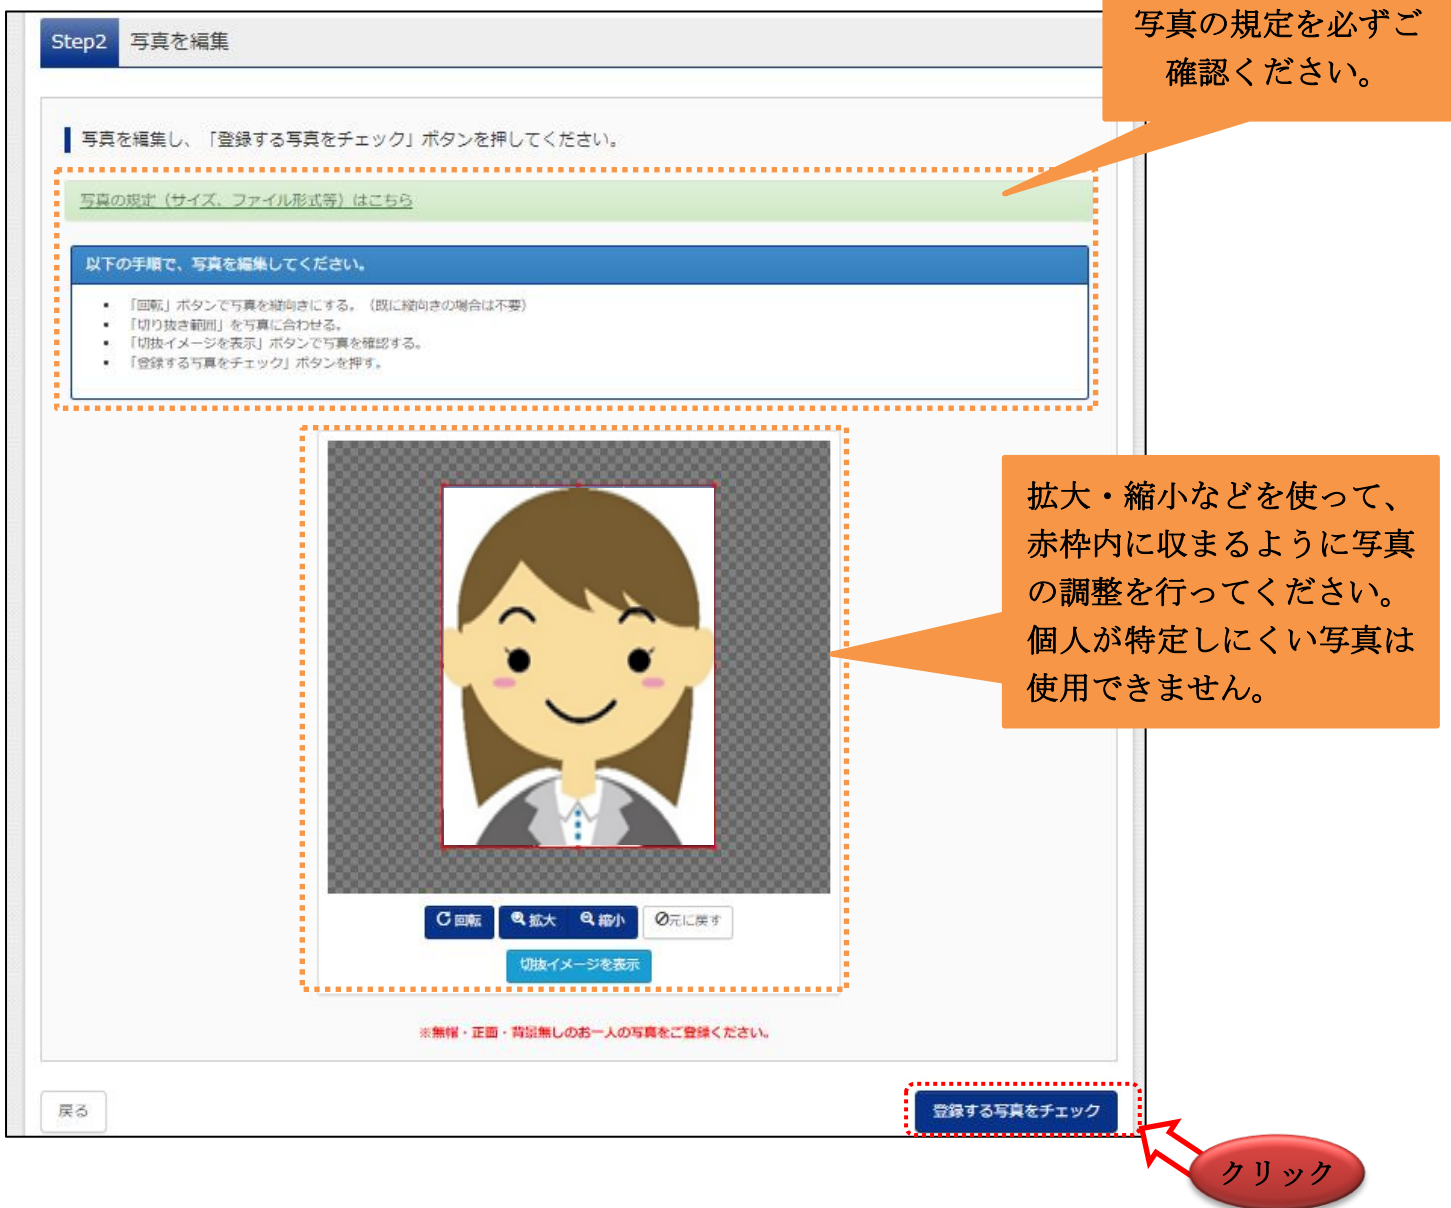 写真の規定を必ずご
確認ください。
Step2 写真を編集
写真を編集し、「登録する写真をチェック」ボタンを押してください。
写真の規定（サイズ、ファイル形式等）はこちら
以下の手順で、写真を編集してください。
• 「回転」ボタンで写真を縦向きにする。（既に縦向きの場合は不要）
• 「切り抜き範囲」を写真に合わせる。
• 「切抜イメージを表示」ボタンで写真を確認する。
• 「登録する写真をチェック」ボタンを押す。
拡大・縮小などを使って、
赤枠内に収まるように写真
の調整を行ってください。
個人が特定しにくい写真は
使用できません。
回転 拡大 縮小 元に戻す
切抜イメージを表示
※無帽・正面・背景無しのお一人の写真をご登録ください。
戻る
登録する写真をチェック
クリック